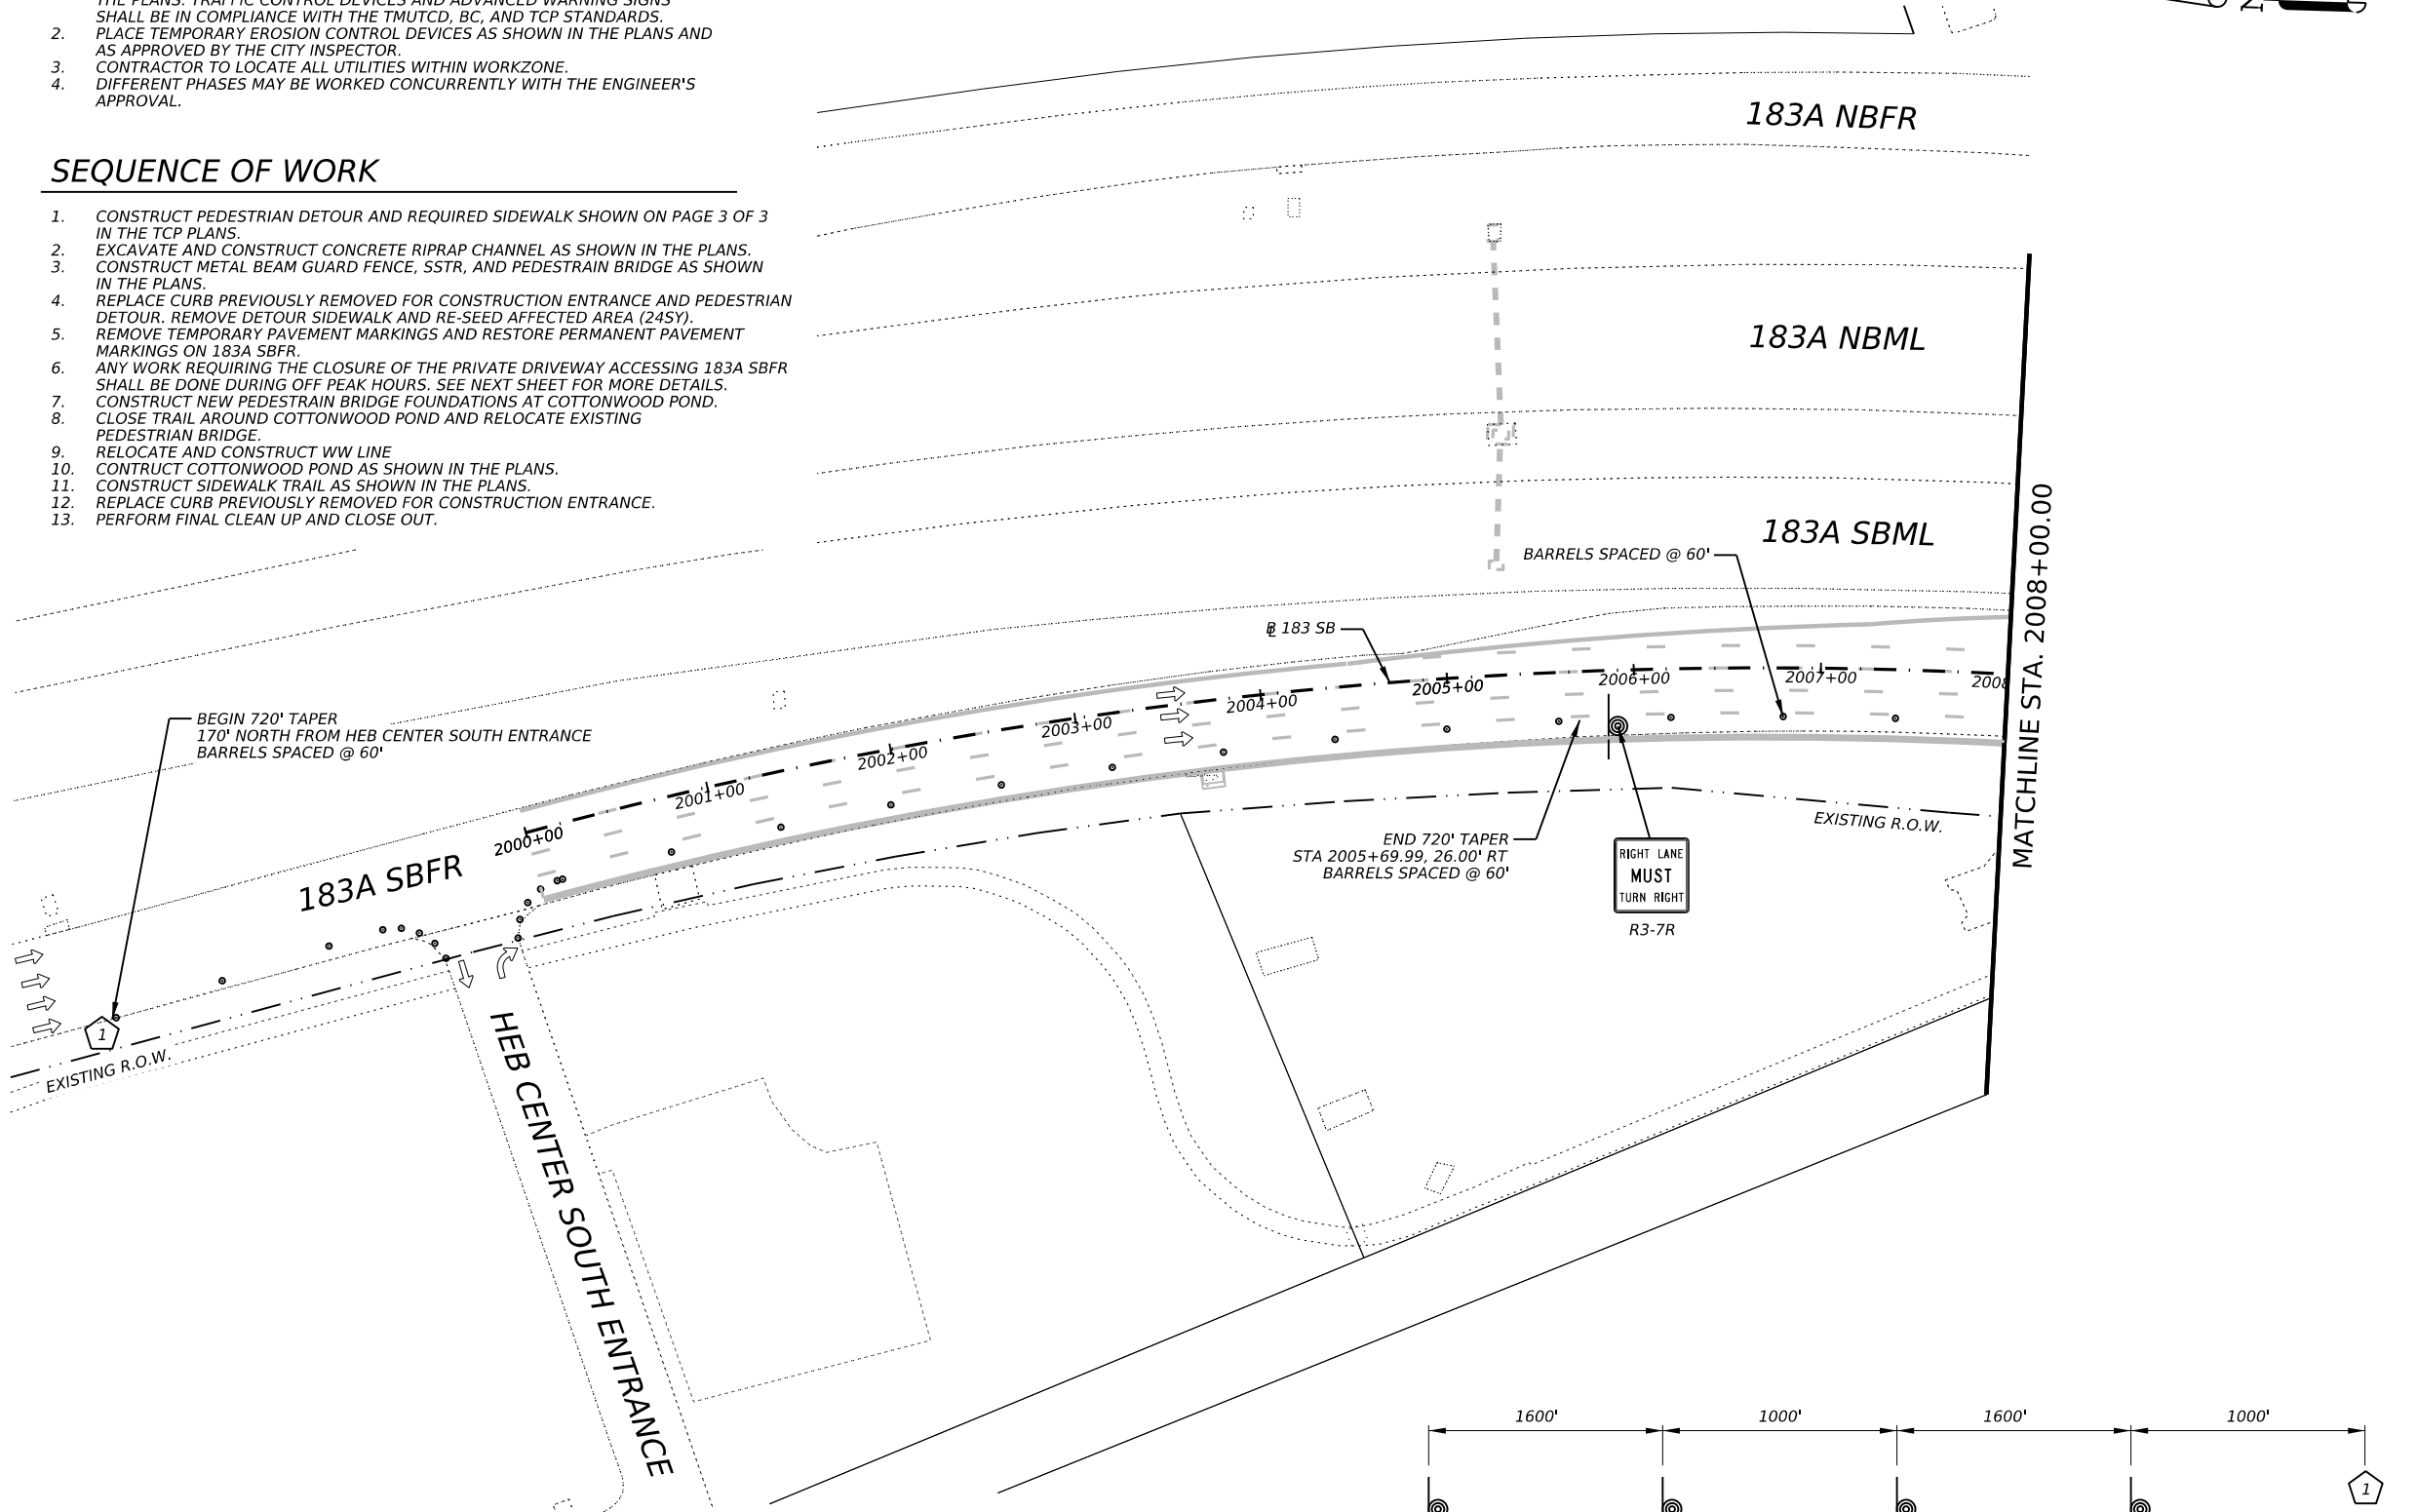 THE PLANS. TRAFFIC CONTROL DEVICES AND ADVANCED WARNING SIGNS
SHALL BE IN COMPLIANCE WITH THE TMUTCD, BC, AND TCP STANDARDS.
2. PLACE TEMPORARY EROSION CONTROL DEVICES AS SHOWN IN THE PLANS AND
AS APPROVED BY THE CITY INSPECTOR.
3. CONTRACTOR TO LOCATE ALL UTILITIES WITHIN WORKZONE.
4. DIFFERENT PHASES MAY BE WORKED CONCURRENTLY WITH THE ENGINEER'S
APPROVAL.
SEQUENCE OF WORK
1. CONSTRUCT PEDESTRIAN DETOUR AND REQUIRED SIDEWALK SHOWN ON PAGE 3 OF 3
IN THE TCP PLANS.
2. EXCAVATE AND CONSTRUCT CONCRETE RIPRAP CHANNEL AS SHOWN IN THE PLANS.
3. CONSTRUCT METAL BEAM GUARD FENCE, SSTR, AND PEDESTRAIN BRIDGE AS SHOWN
IN THE PLANS.
4. REPLACE CURB PREVIOUSLY REMOVED FOR CONSTRUCTION ENTRANCE AND PEDESTRIAN
DETOUR. REMOVE DETOUR SIDEWALK AND RE-SEED AFFECTED AREA (24SY).
5. REMOVE TEMPORARY PAVEMENT MARKINGS AND RESTORE PERMANENT PAVEMENT
MARKINGS ON 183A SBFR.
6. ANY WORK REQUIRING THE CLOSURE OF THE PRIVATE DRIVEWAY ACCESSING 183A SBFR
SHALL BE DONE DURING OFF PEAK HOURS. SEE NEXT SHEET FOR MORE DETAILS.
7. CONSTRUCT NEW PEDESTRAIN BRIDGE FOUNDATIONS AT COTTONWOOD POND.
8. CLOSE TRAIL AROUND COTTONWOOD POND AND RELOCATE EXISTING
PEDESTRIAN BRIDGE.
9. RELOCATE AND CONSTRUCT WW LINE
10. CONTRUCT COTTONWOOD POND AS SHOWN IN THE PLANS.
11. CONSTRUCT SIDEWALK TRAIL AS SHOWN IN THE PLANS.
12. REPLACE CURB PREVIOUSLY REMOVED FOR CONSTRUCTION ENTRANCE.
13. PERFORM FINAL CLEAN UP AND CLOSE OUT.
183A NBFR
183A NBML
183A SBML
BARRELS SPACED @ 60'
MATCHLINE STA. 2008+00.00
183 SB
BEGIN 720' TAPER
170' NORTH FROM HEB CENTER SOUTH ENTRANCE
BARRELS SPACED @ 60'
2000+00
2001+00
2002+00
2003+00
2004+00
2005+00
2006+00
2007+00
2008
183A SBFR
END 720' TAPER
STA 2005+69.99, 26.00' RT
BARRELS SPACED @ 60'
RIGHT LANE
MUST
TURN RIGHT
R3-7R
EXISTING R.O.W.
1
EXISTING R.O.W.
HEB CENTER SOUTH ENTRANCE
1600' 1000' 1600' 1000'
1